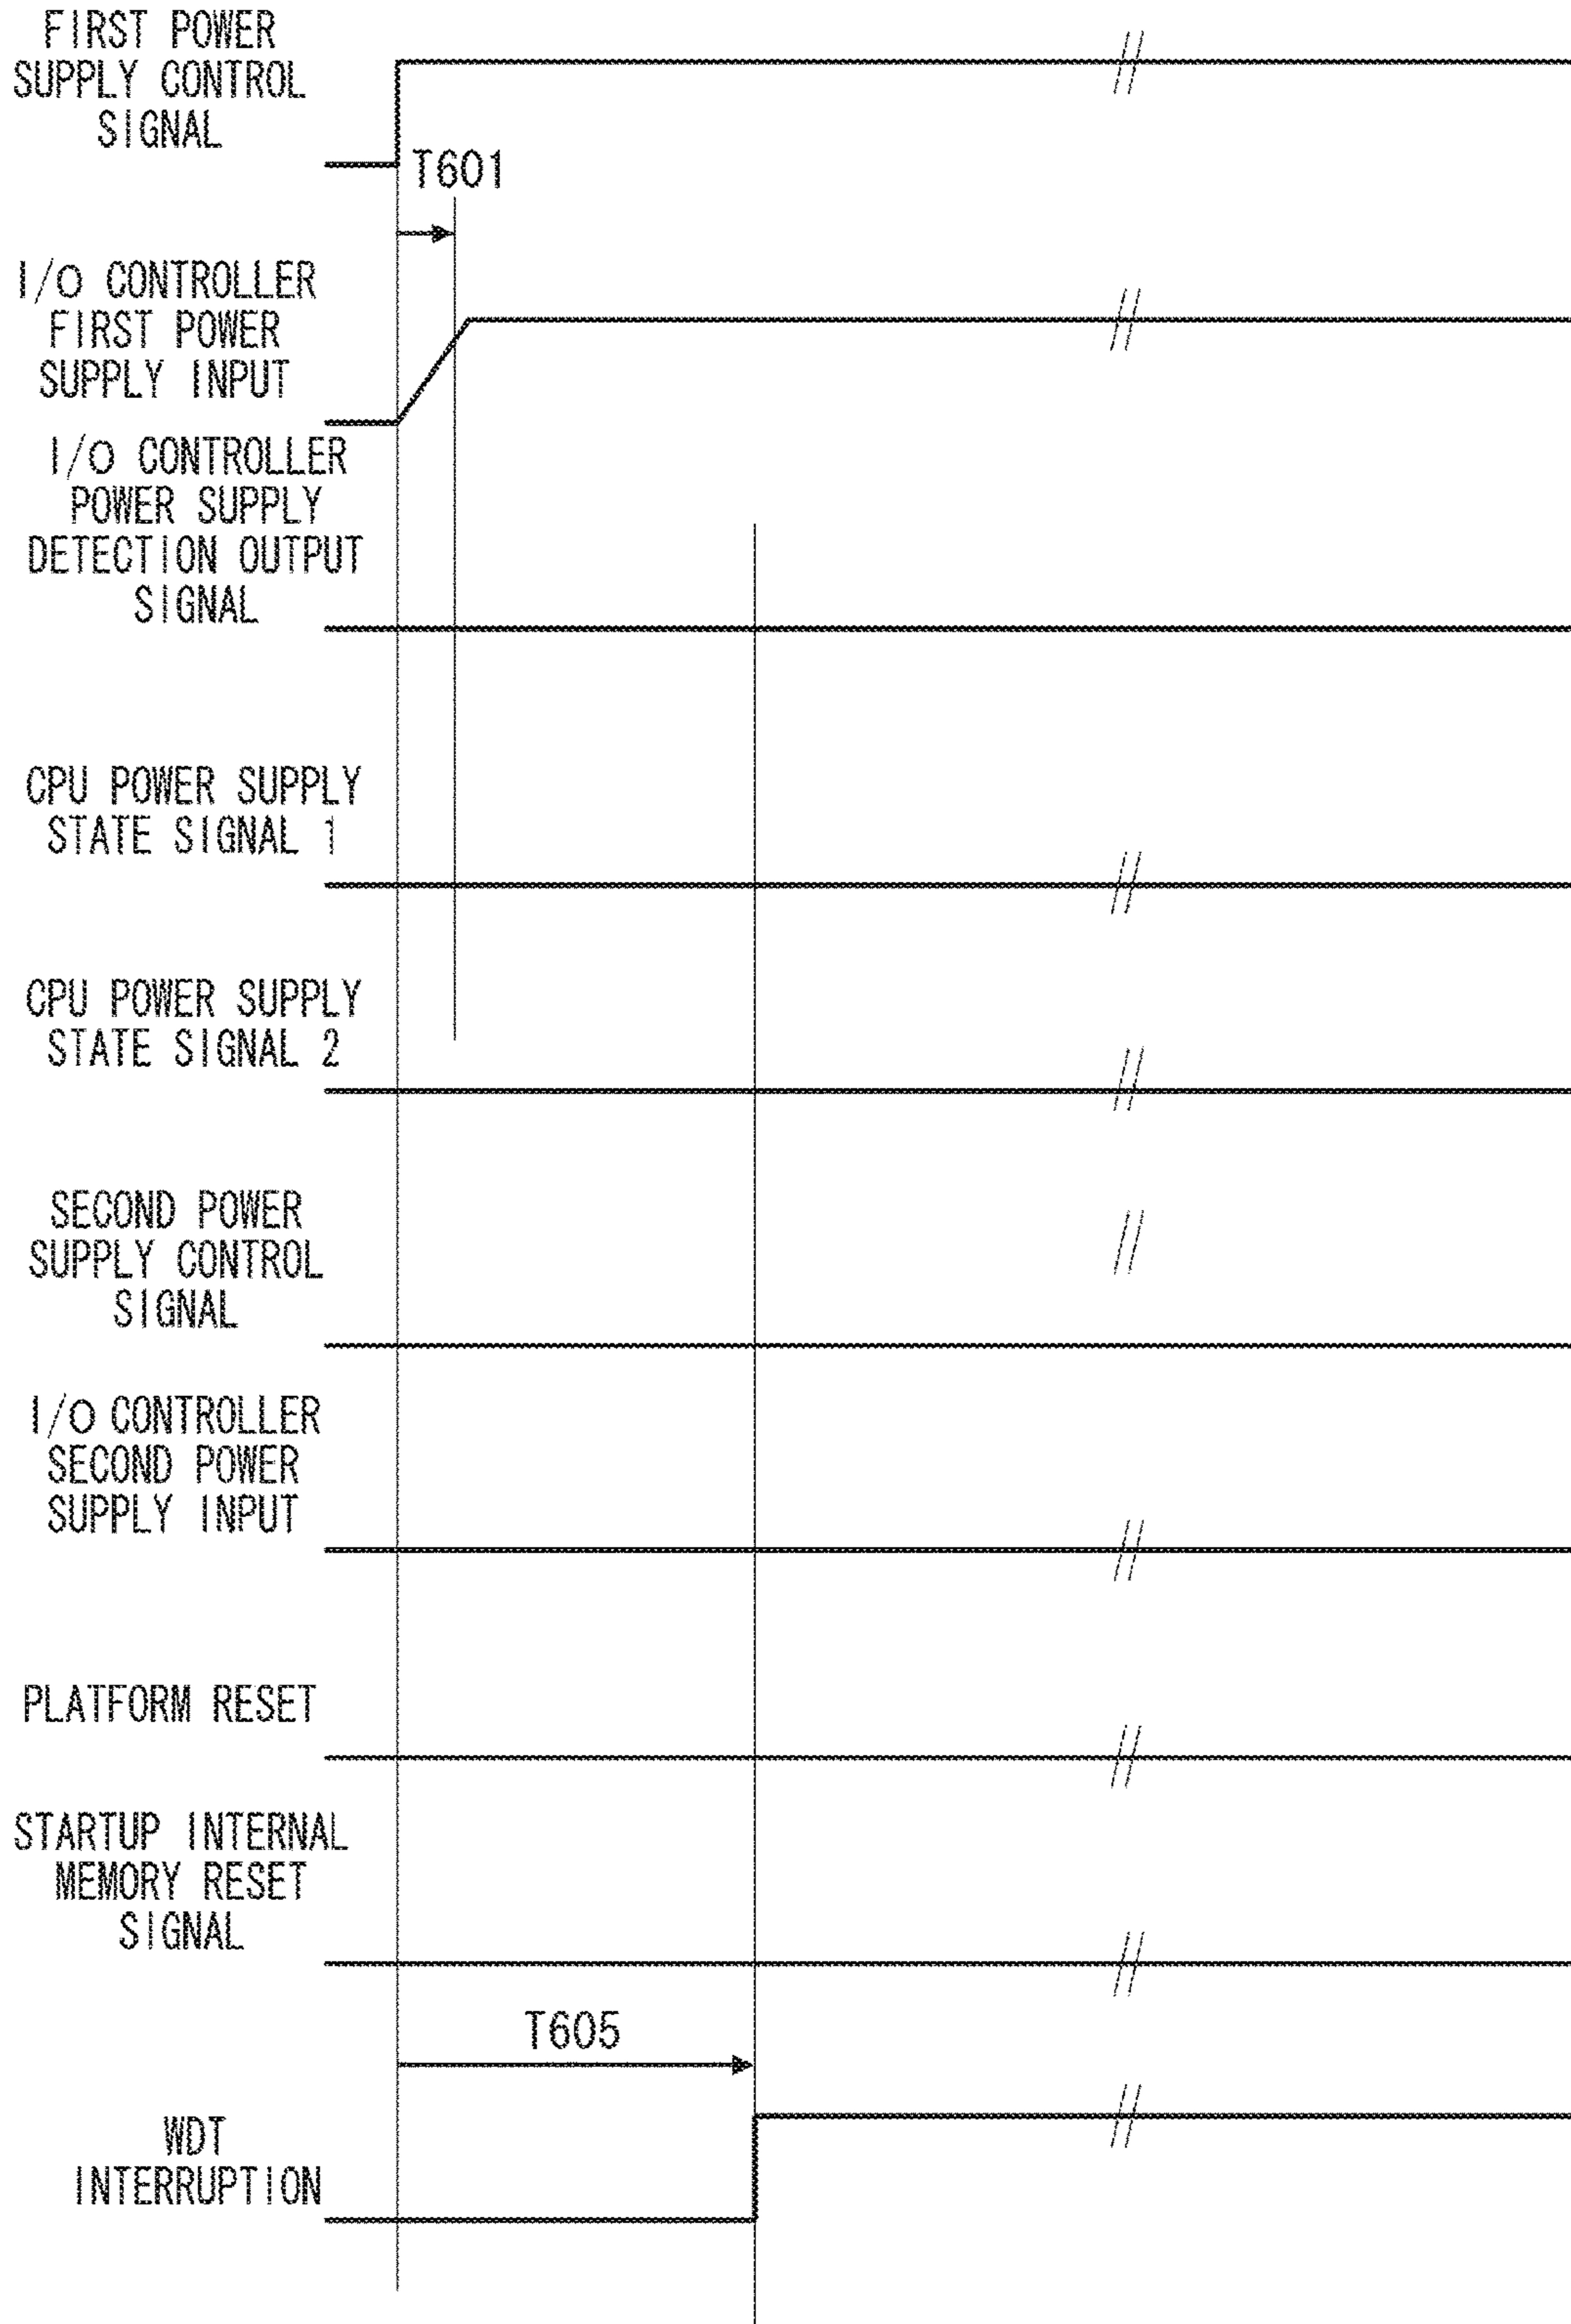 FIRST POWER
SUPPLY CONTROL
SIGNAL
T601
I/O CONTROLLER
FIRST POWER
SUPPLY INPUT
I/O CONTROLLER
POWER SUPPLY
DETECTION OUTPUT
SIGNAL
CPU POWER SUPPLY
STATE SIGNAL 1
CPU POWER SUPPLY
STATE SIGNAL 2
SECOND POWER
SUPPLY CONTROL
SIGNAL
I/O CONTROLLER
SECOND POWER
SUPPLY INPUT
PLATFORM RESET
STARTUP INTERNAL
MEMORY RESET
SIGNAL
T605
WDT
INTERRUPTION